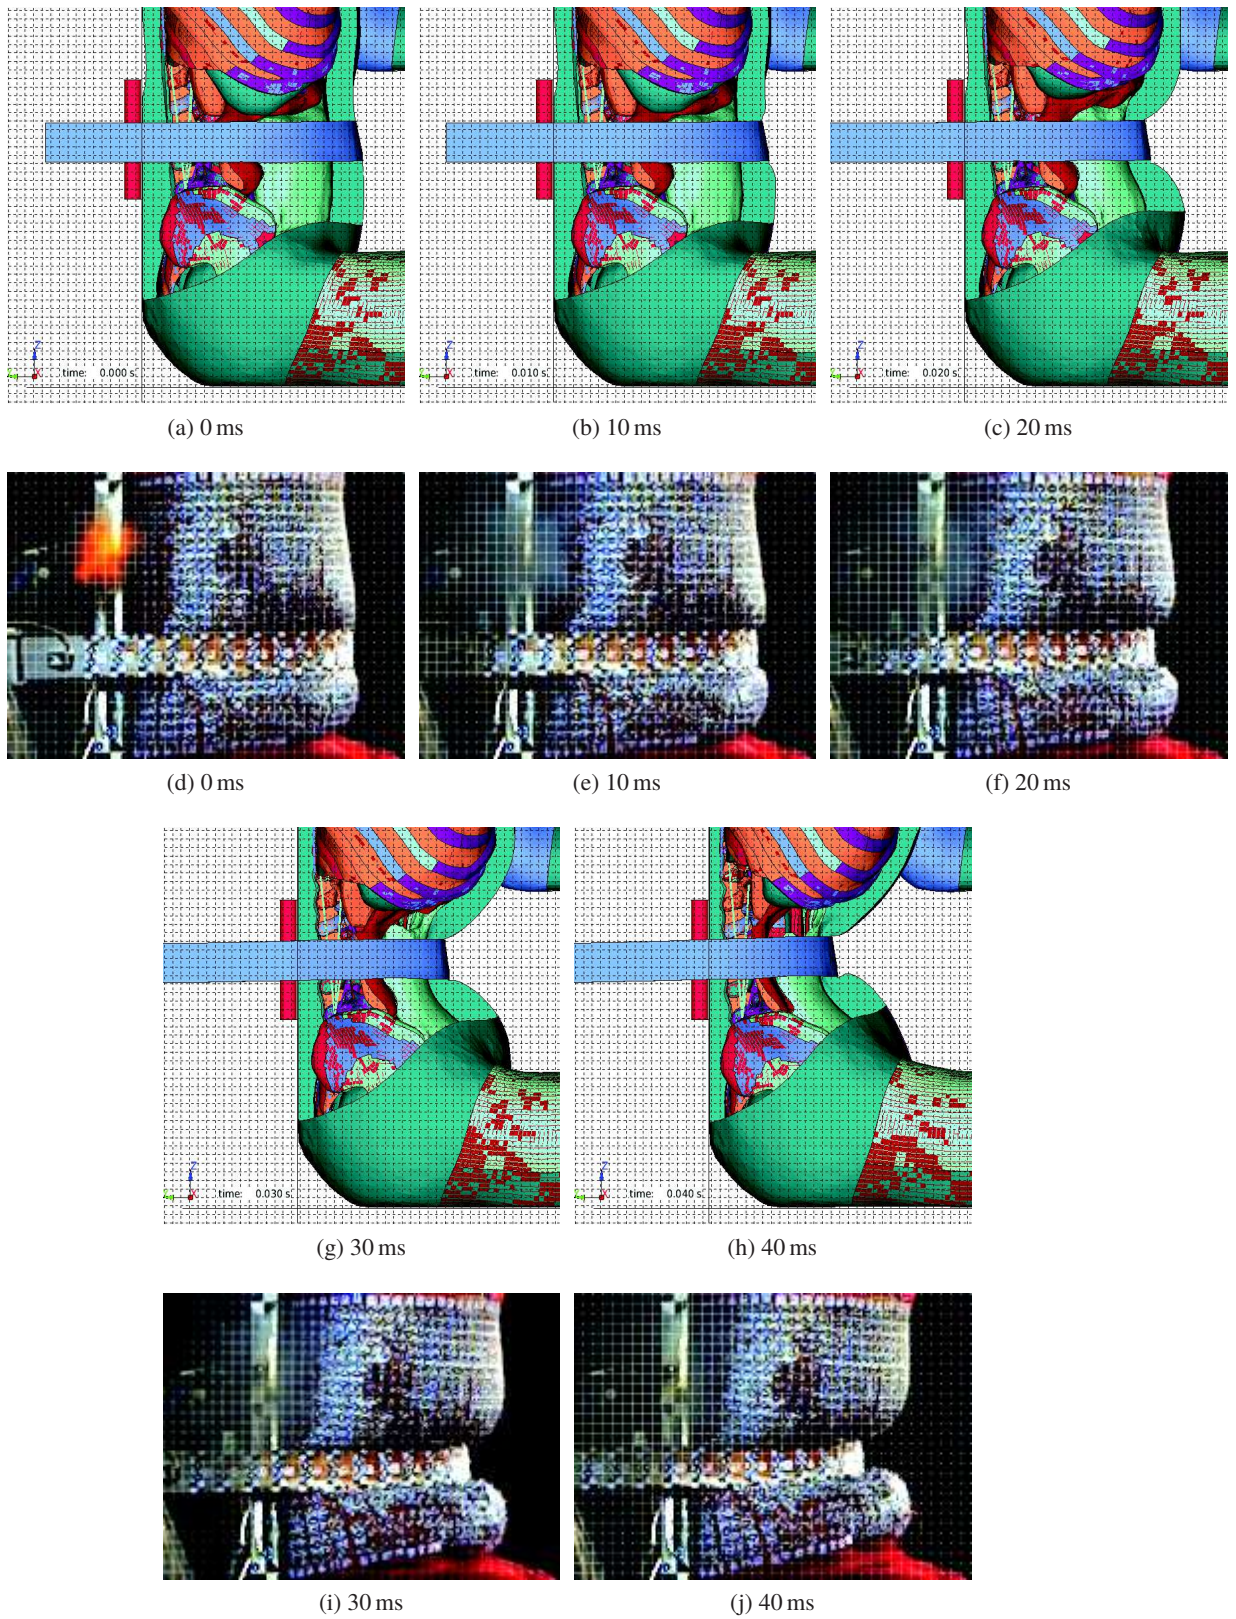 Z
X
time: 0.000 s
Z
X
time: 0.010 s
Z
X
time: 0.020 s
(a) 0 ms
(b) 10 ms
(c) 20 ms
(d) 0 ms
(e) 10 ms
(f) 20 ms
Z
X
time: 0.030 s
Z
X
time: 0.040 s
(g) 30 ms
(h) 40 ms
(i) 30 ms
(j) 40 ms